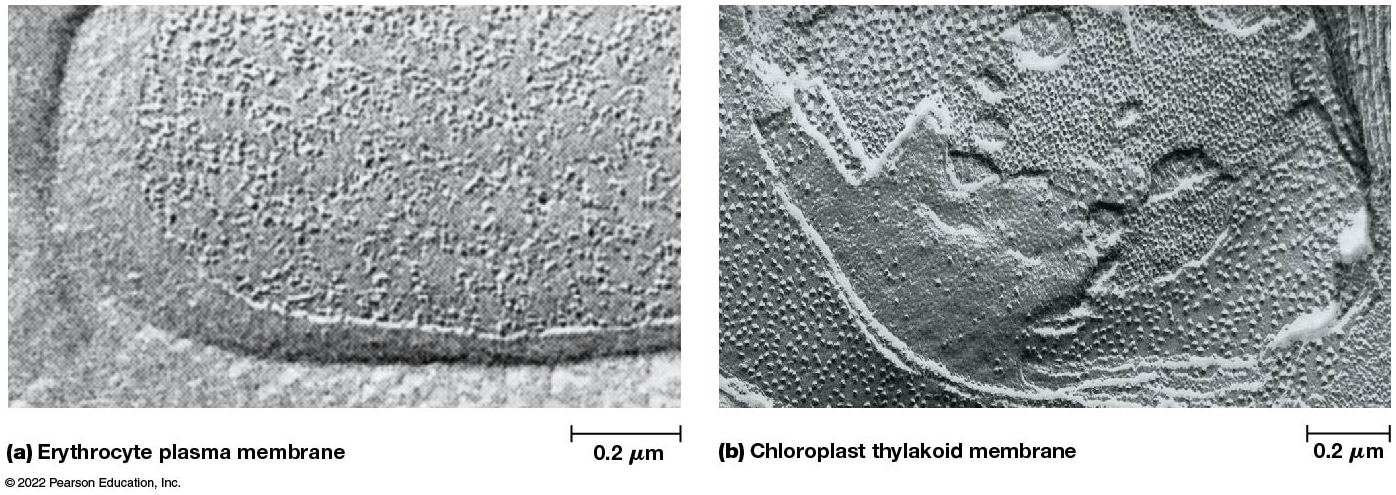 0.2 μm
0.2 μm
(a) Erythrocyte plasma membrane
(b) Chloroplast thylakoid membrane
© 2022 Pearson Education, Inc.